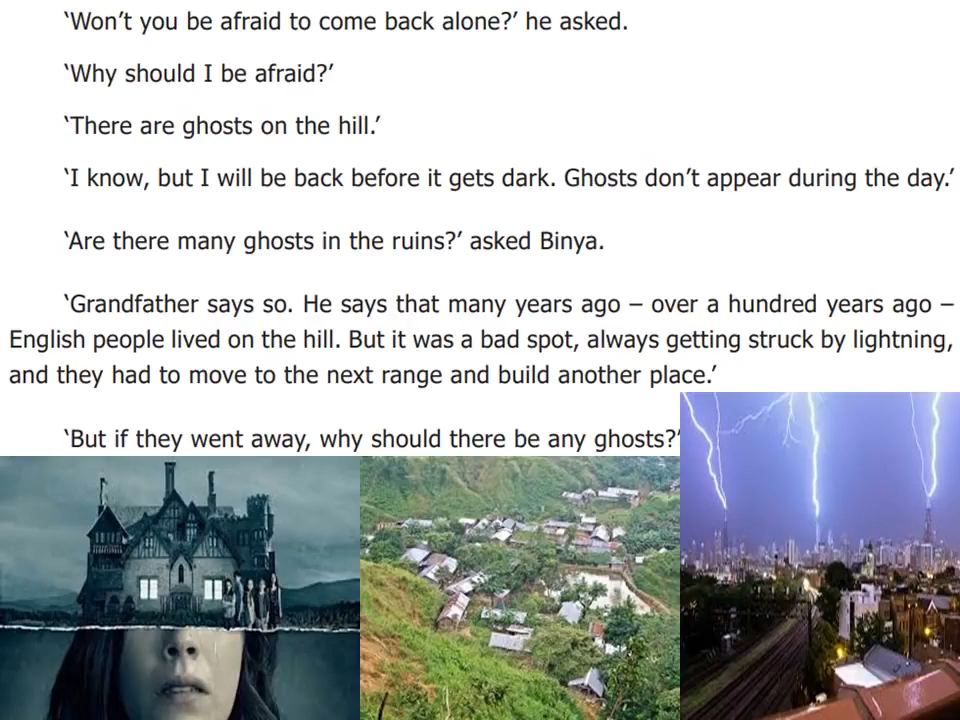 ‘Won’t you be afraid to come back alone?’ he asked.
‘Why should I be afraid?’
‘There are ghosts on the hill.’
‘I know, but I will be back before it gets dark. Ghosts don’t appear during the day.’
‘Are there many ghosts in the ruins?’ asked Binya.
‘Grandfather says so. He says that many years ago – over a hundred years ago –
English people lived on the hill. But it was a bad spot, always getting struck by lightning,
and they had to move to the next range and build another place.’
‘But if they went away, why should there be any ghosts?’